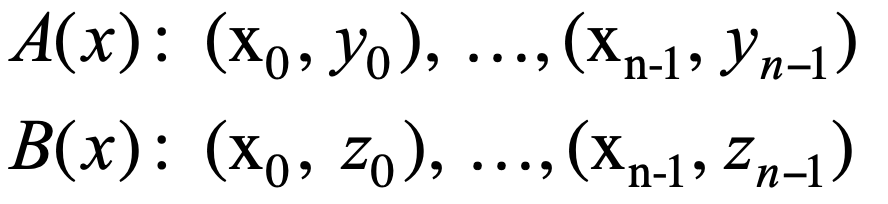 A(x): (x₀, y₀), …,(xₙ₋₁, yₙ₋₁)
B(x): (x₀, z₀), …,(xₙ₋₁, zₙ₋₁)